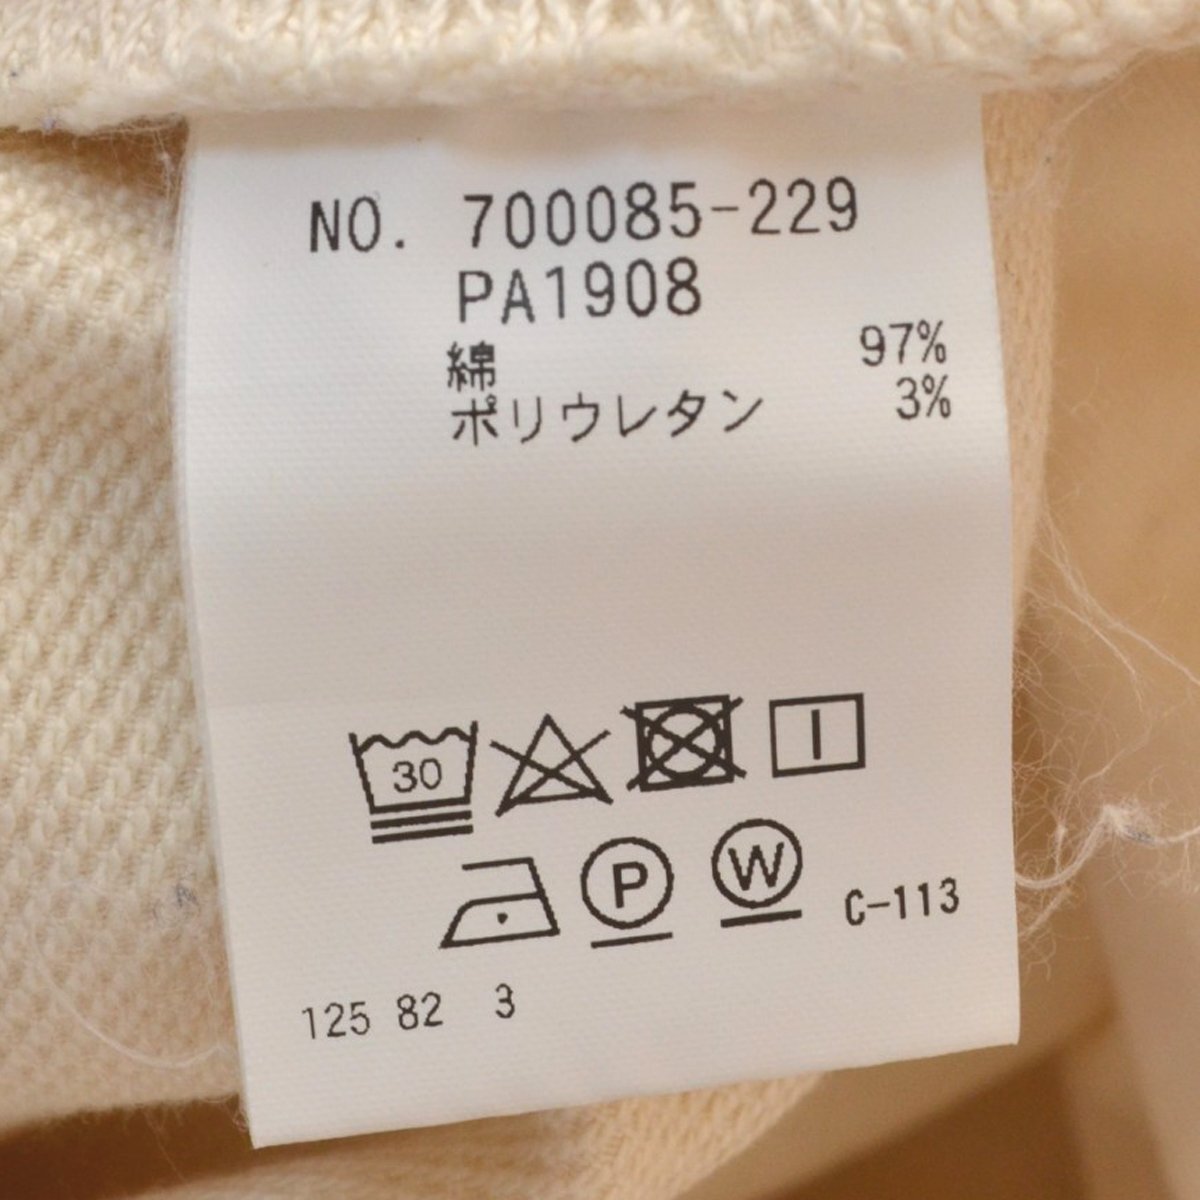 NO. 700085-229
PA1908
綿 97%
ポリウレタン 3%
30
P W C-113
125 82 3